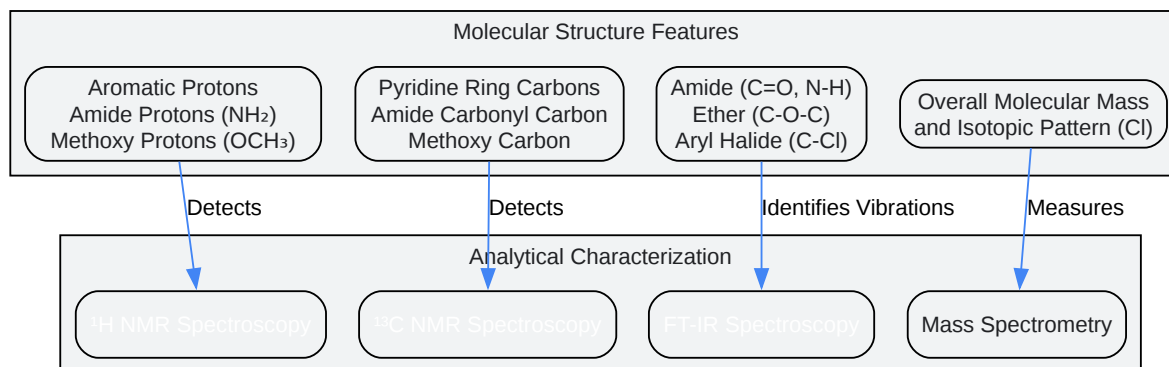 Molecular Structure Features
Aromatic Protons
Amide Protons (NH₂)
Methoxy Protons (OCH₃)
Pyridine Ring Carbons
Amide Carbonyl Carbon
Methoxy Carbon
Amide (C=O, N-H)
Ether (C-O-C)
Aryl Halide (C-Cl)
Overall Molecular Mass
and Isotopic Pattern (Cl)
Detects
Detects
Identifies Vibrations
Measures
Analytical Characterization
¹H NMR Spectroscopy
¹³C NMR Spectroscopy
FT-IR Spectroscopy
Mass Spectrometry